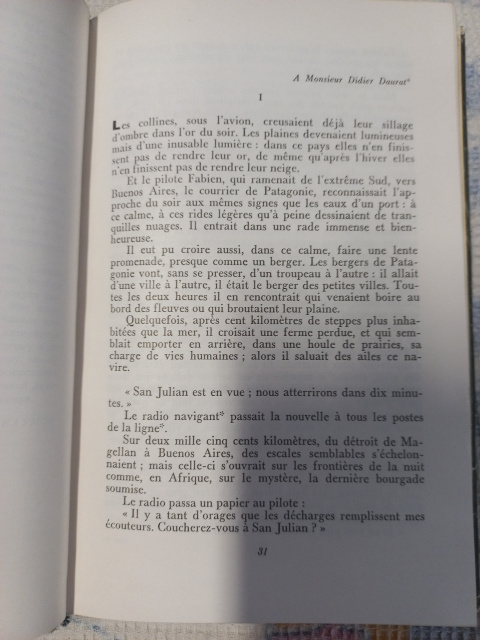 A Monsieur Didier Daurat*
I
Les collines, sous l'avion, creusaient déjà leur sillage
d'ombre dans l'or du soir. Les plaines devenaient lumineuses
mais d'une inusable lumière : dans ce pays elles n'en finis-
sent pas de rendre leur or, de même qu'après l'hiver elles
n'en finissent pas de rendre leur neige.
Et le pilote Fabien, qui ramenait de l'extrême Sud, vers
Buenos Aires, le courrier de Patagonie, reconnaissait l'ap-
proche du soir aux mêmes signes que les eaux d'un port : à
ce calme, à ces rides légères qu'à peine dessinaient de tran-
quilles nuages. Il entrait dans une rade immense et bien-
heureuse.
Il eut pu croire aussi, dans ce calme, faire une lente
promenade, presque comme un berger. Les bergers de Pata-
gonie vont, sans se presser, d'un troupeau à l'autre : il allait
d'une ville à l'autre, il était le berger des petites villes. Tou-
tes les deux heures il en rencontrait qui venaient boire au
bord des fleuves ou qui broutaient leur plaine.
Quelquefois, après cent kilomètres de steppes plus inha-
bitées que la mer, il croisait une ferme perdue, et qui sem-
blait emporter en arrière, dans une houle de prairies, sa
charge de vies humaines ; alors il saluait des ailes ce na-
vire.
« San Julian est en vue ; nous atterrirons dans dix minu-
tes. »
Le radio navigant* passait la nouvelle à tous les postes
de la ligne*.
Sur deux mille cinq cents kilomètres, du détroit de Ma-
gellan à Buenos Aires, des escales semblables s'échelon-
naient ; mais celle-ci s'ouvrait sur les frontières de la nuit
comme, en Afrique, sur le mystère, la dernière bourgade
soumise.
Le radio passa un papier au pilote :
« Il y a tant d'orages que les décharges remplissent mes
écouteurs. Coucherez-vous à San Julian ? »
31